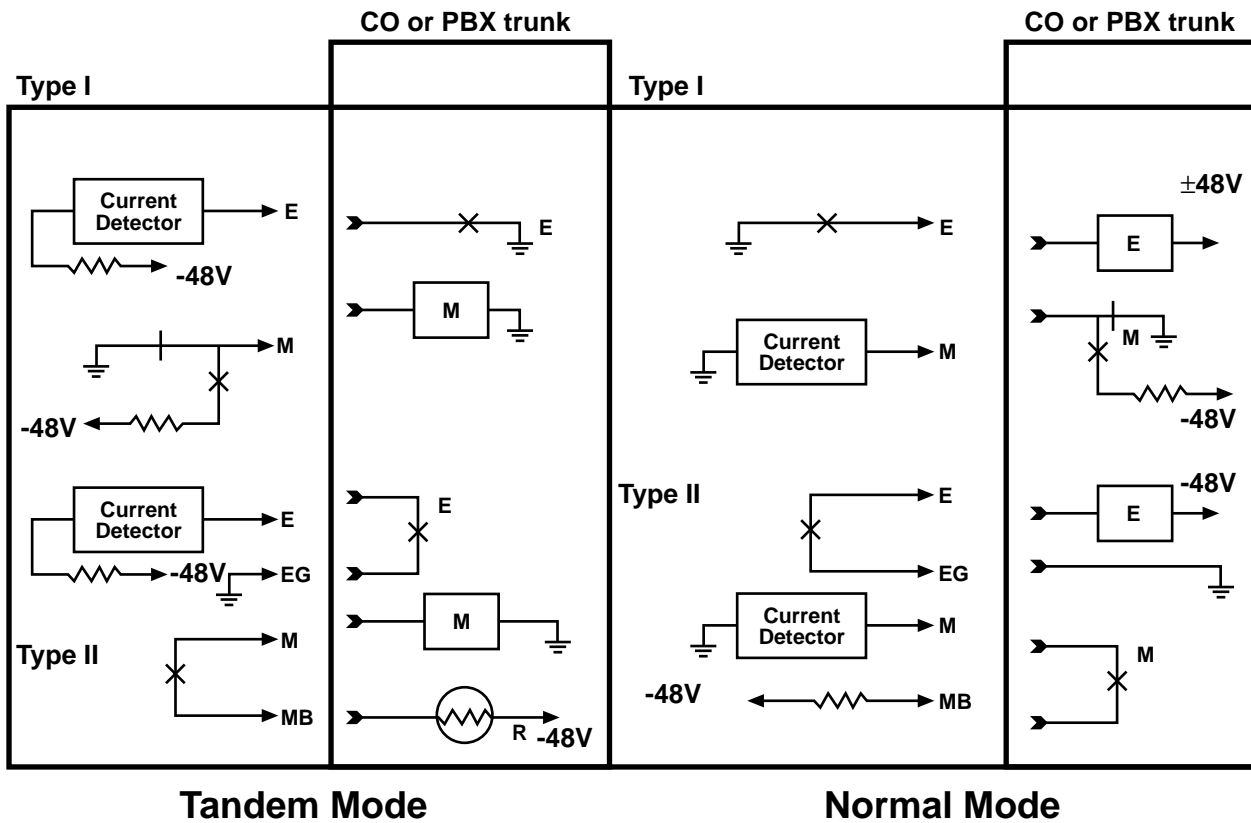 CO or PBX trunk
CO or PBX trunk
Type I
Type I
Current
Detector
E
-48V
E
M
M
-48V
E
Current
Detector
M
±48V
E
M
-48V
Current
Detector
E
-48V
EG
Type II
M
MB
E
M
R
-48V
Type II
E
EG
Current
Detector
M
-48V
MB
-48V
E
M
Tandem Mode
Normal Mode